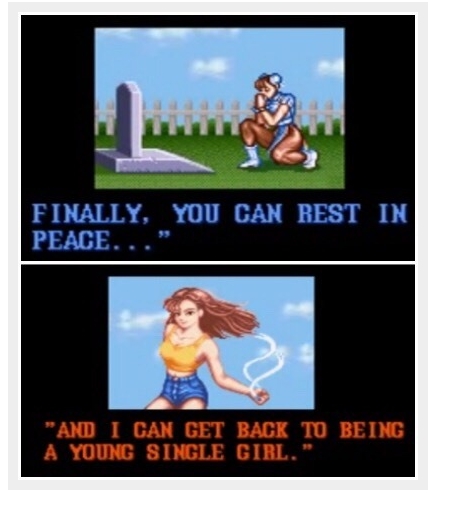 FINALLY, YOU CAN REST IN
PEACE..."
"AND I CAN GET BACK TO BEING
A YOUNG SINGLE GIRL."